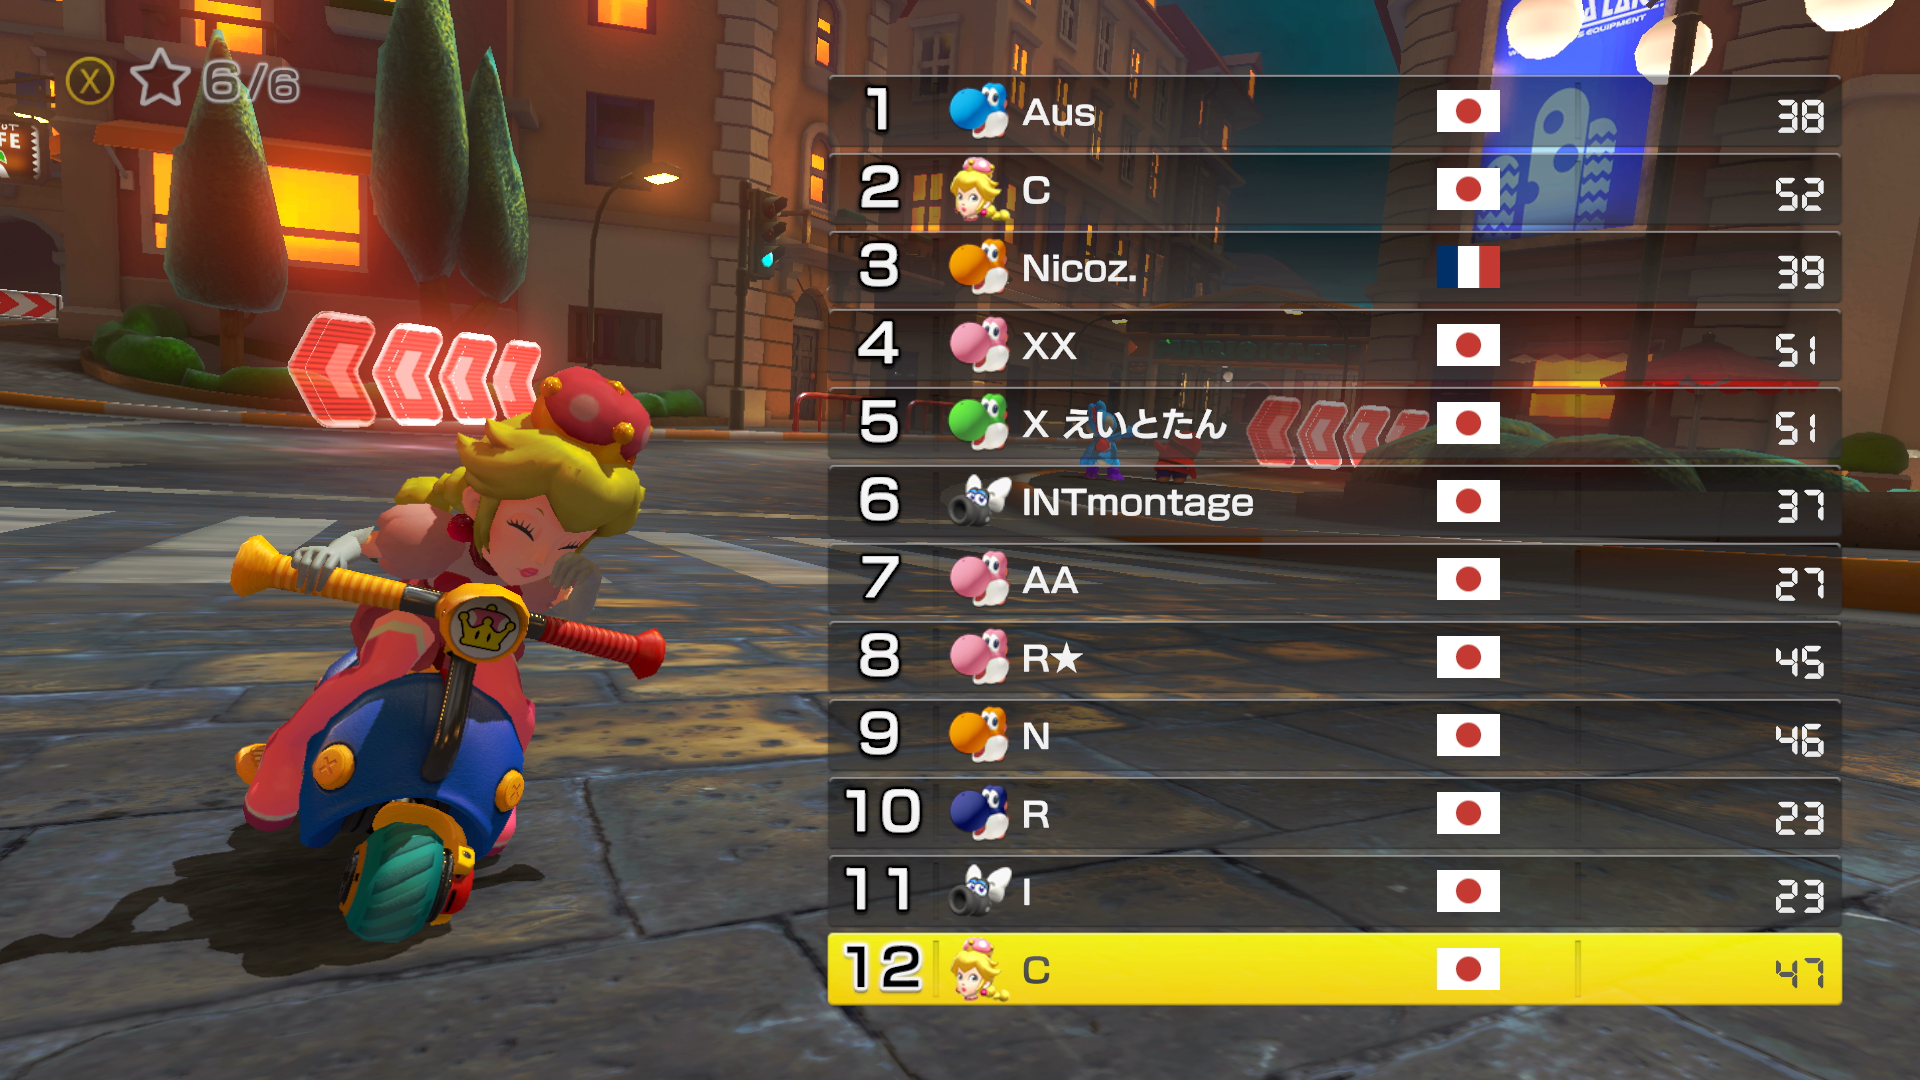 X 6/6
1 Aus 38
2 C 52
3 Nicoz. 39
4 XX 51
5 X えいとたん 51
6 INTmontage 37
7 AA 27
8 R★ 45
9 N 46
10 R 23
11 I 23
12 C 47
EQUIPMENT